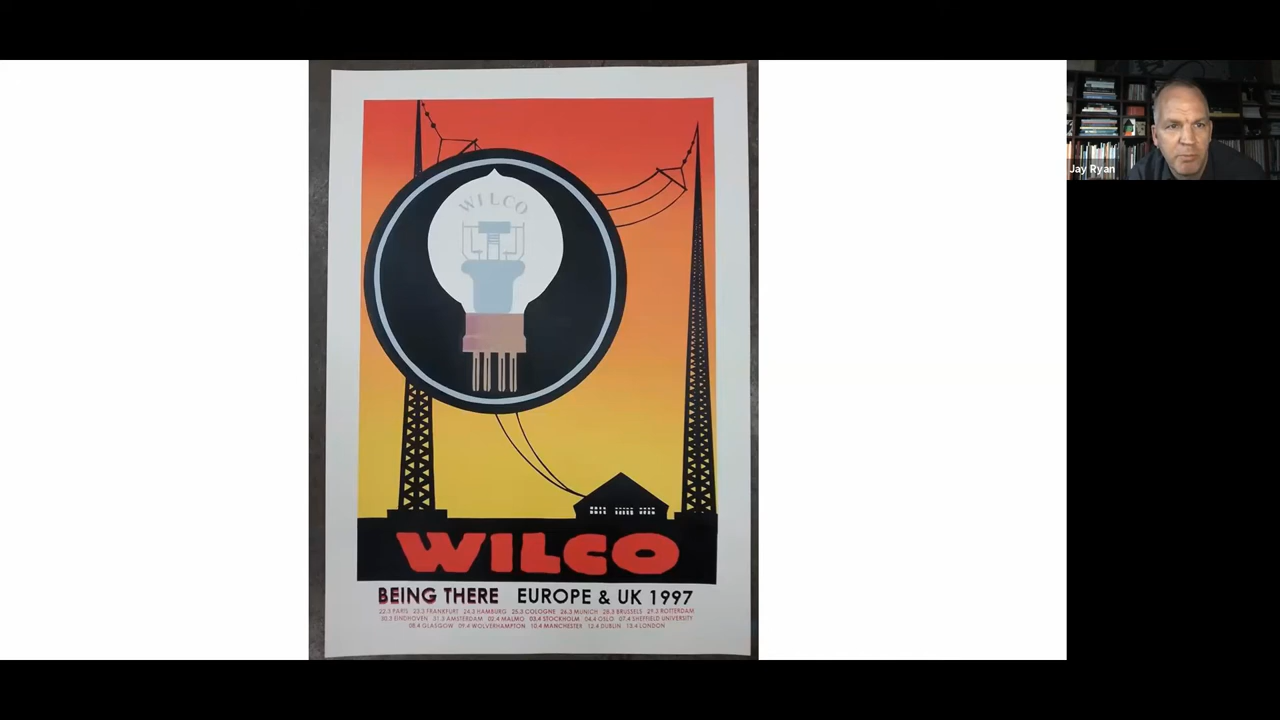 WILCO
WILCO
BEING THERE EUROPE & UK 1997
22.3 PARIS 23.3 FRANKFURT 24.3 HAMBURG 25.3 COLOGNE 26.3 MUNICH 28.3 BRUSSELS 29.3 ROTTERDAM
30.3 EINDHOVEN 31.3 AMSTERDAM 02.4 MALMO 03.4 STOCKHOLM 04.4 OSLO 07.4 SHEFFIELD UNIVERSITY
08.4 GLASGOW 09.4 WOLVERHAMPTON 10.4 MANCHESTER 12.4 DUBLIN 13.4 LONDON
Jay Ryan